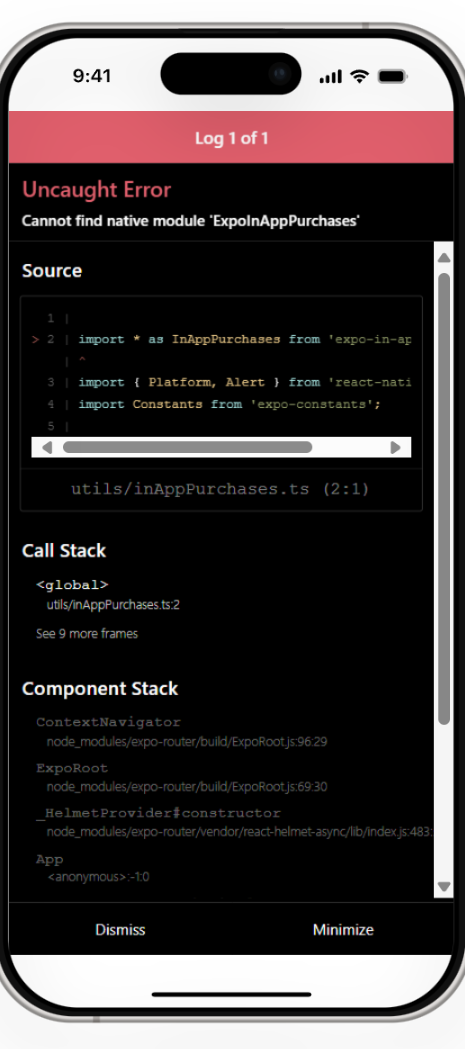 9:41
Log 1 of 1
Uncaught Error
Cannot find native module 'ExpoInAppPurchases'
Source
1 |
> 2 | import * as InAppPurchases from 'expo-in-ap
| ^
3 | import { Platform, Alert } from 'react-nati
4 | import Constants from 'expo-constants';
5 |
utils/inAppPurchases.ts (2:1)
Call Stack
<global>
utils/inAppPurchases.ts:2
See 9 more frames
Component Stack
ContextNavigator
node_modules/expo-router/build/ExpoRoot.js:96:29
ExpoRoot
node_modules/expo-router/build/ExpoRoot.js:69:30
_HelmetProvider#constructor
node_modules/expo-router/vendor/react-helmet-async/lib/index.js:483:
App
<anonymous>:-1:0
Dismiss
Minimize